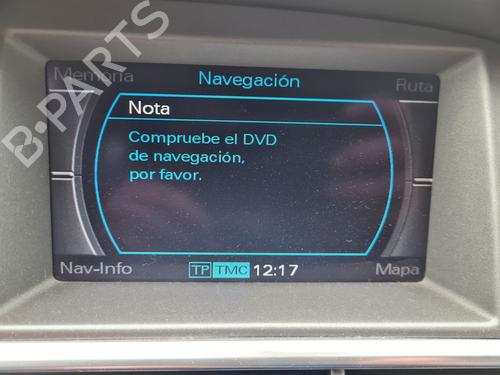 B-PARTS
Memoria
Navegación
Ruta
Nota
Compruebe el DVD
de navegación,
por favor.
Nav-Info
TP TMC 12:17
Mapa